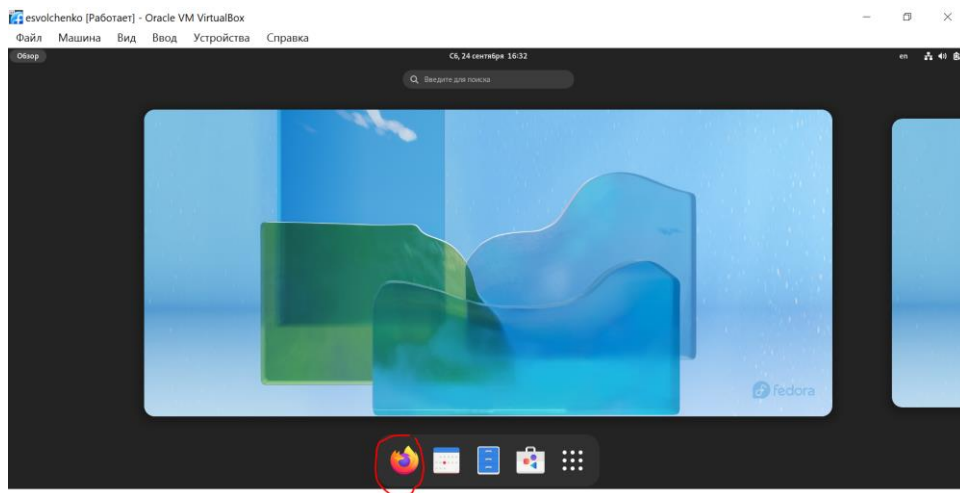 esvolchenko [Работает] - Oracle VM VirtualBox
Файл Машина Вид Ввод Устройства Справка
Обзор Сб, 24 сентября 16:32 en
Введите для поиска
fedora